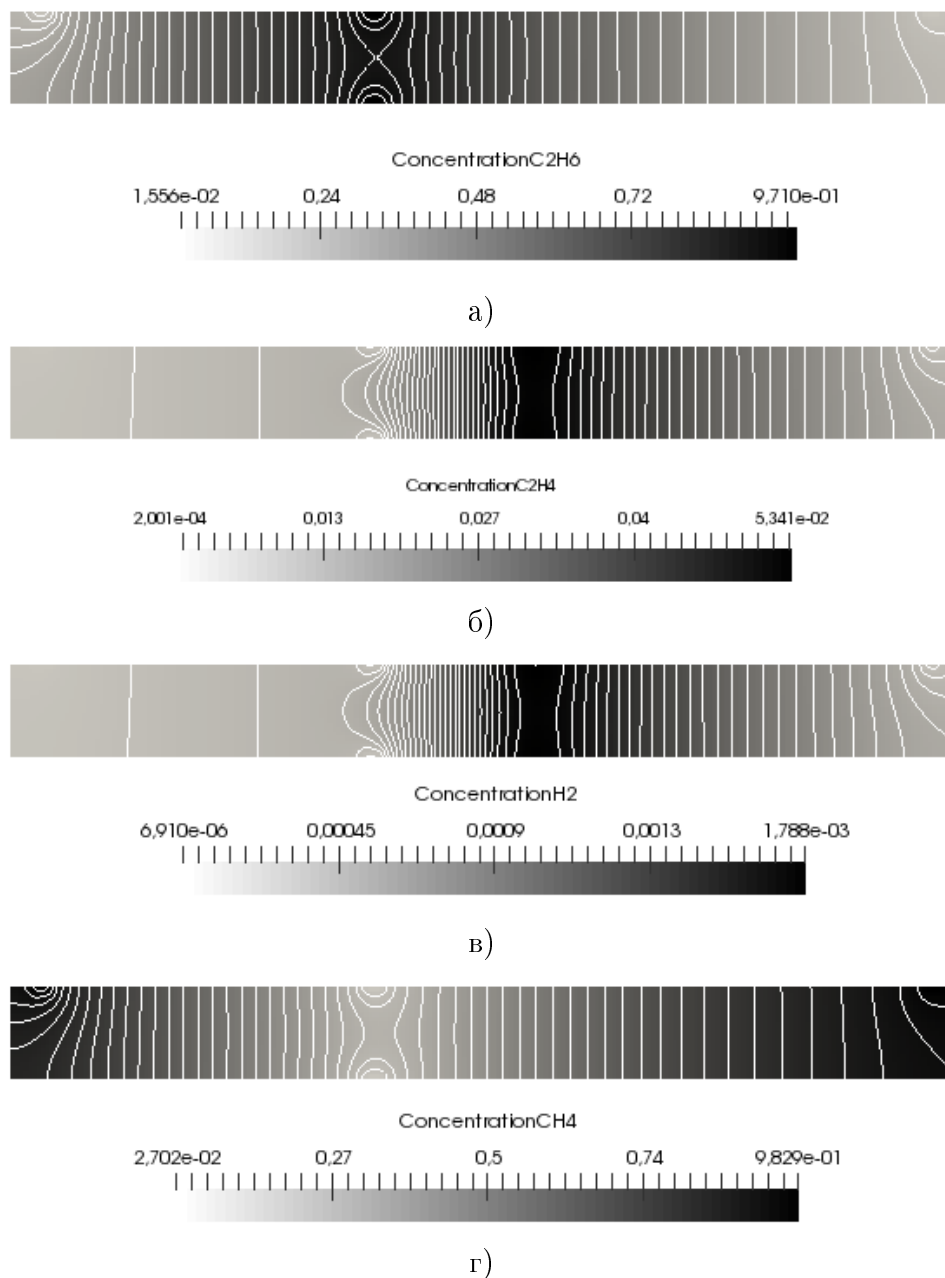 ConcentrationC2H6
1,556e-02 0,24 0,48 0,72 9,710e-01
а)
ConcentrationC2H4
2,001e-04 0,013 0,027 0,04 5,341e-02
б)
ConcentrationH2
6,910e-06 0,00045 0,0009 0,0013 1,788e-03
в)
ConcentrationCH4
2,702e-02 0,27 0,5 0,74 9,829e-01
г)